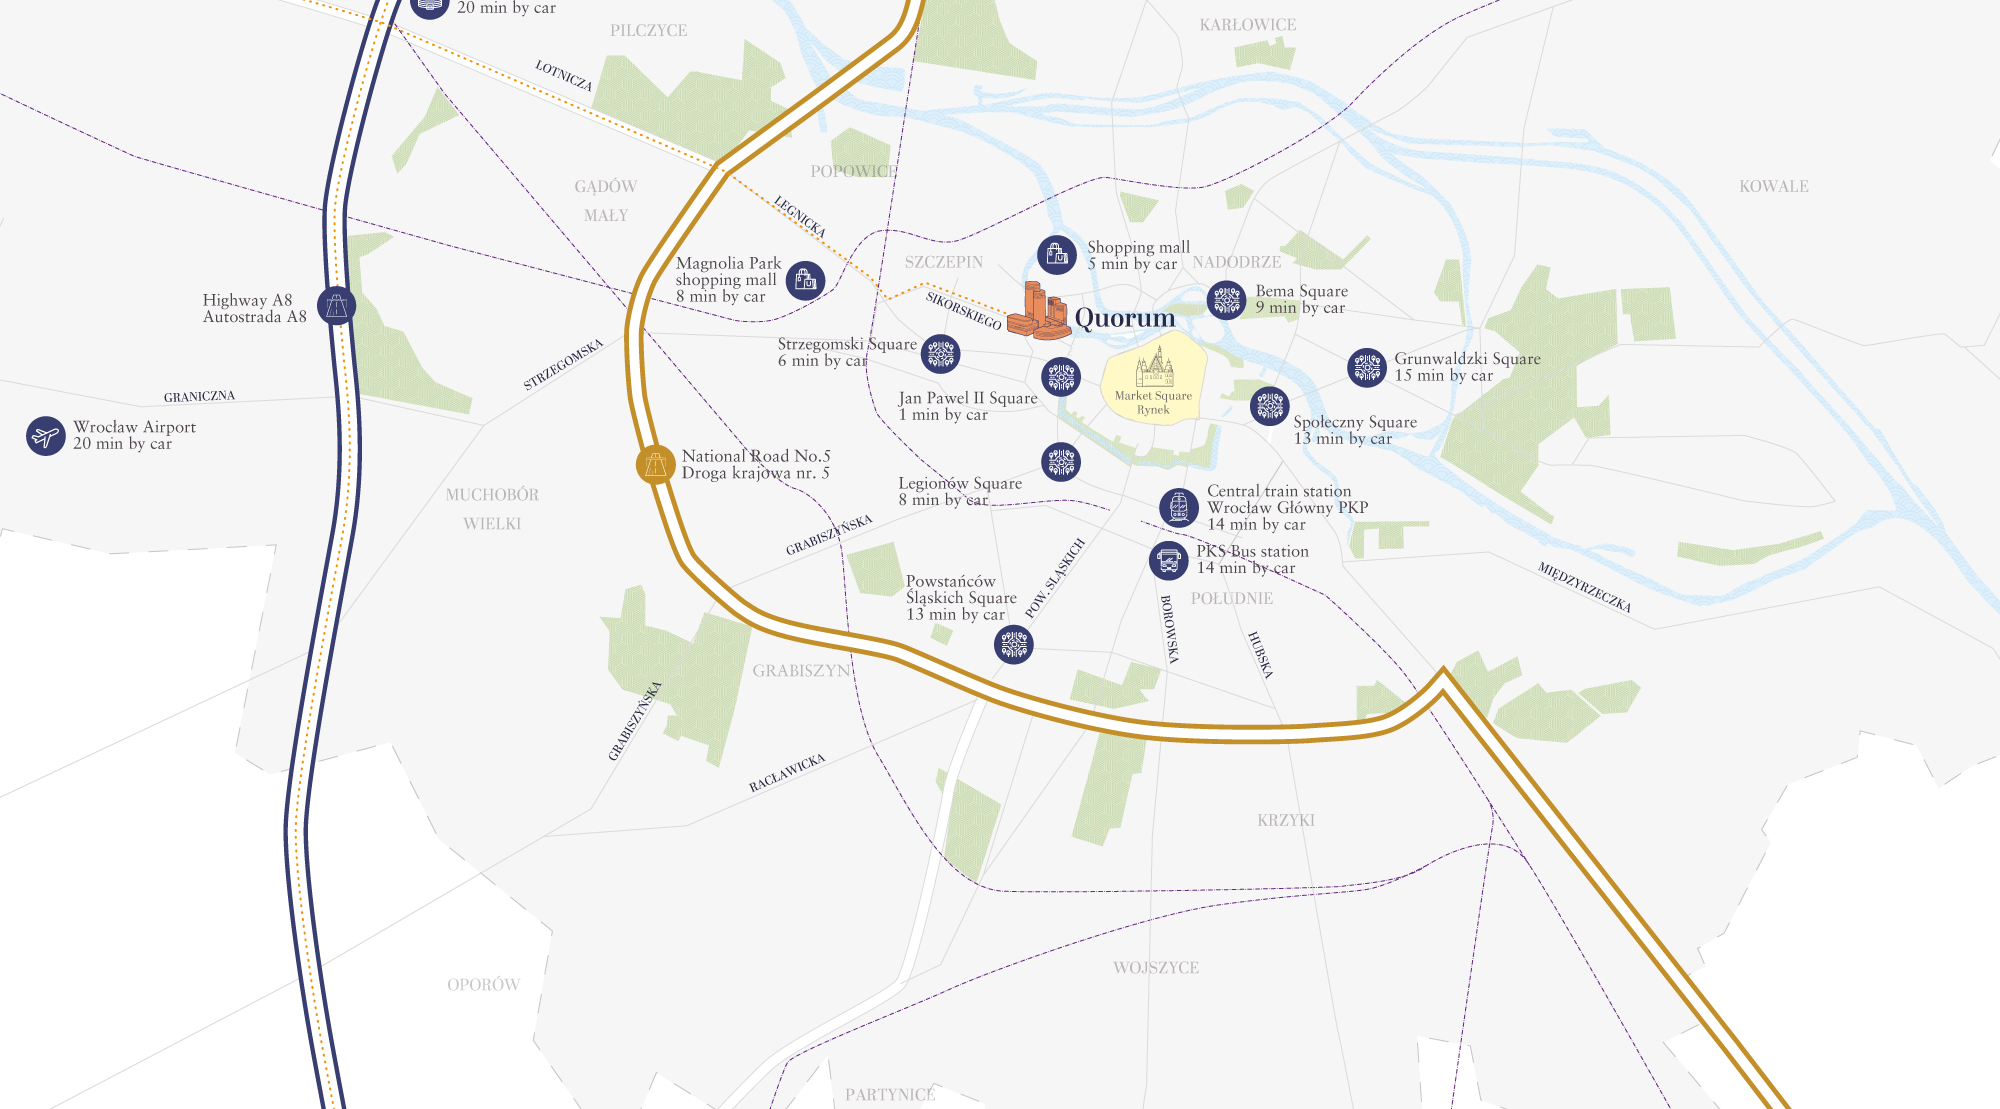 20 min by car
PILCZYCE
KARŁOWICE
LOTNICZA
POPOWICE
GĄDÓW
MAŁY
KOWALE
LEGNICKA
Shopping mall
5 min by car
SZCZEPIN
NADODRZE
Magnolia Park
shopping mall
8 min by car
Highway A8
Autostrada A8
SIKORSKIEGO
Quorum
Bema Square
9 min by car
Strzegomski Square
6 min by car
STRZEGOMSKA
Grunwaldzki Square
15 min by car
GRANICZNA
Jan Pawel II Square
1 min by car
Market Square
Rynek
Społeczny Square
13 min by car
Wrocław Airport
20 min by car
National Road No.5
Droga krajowa nr. 5
MUCHOBÓR
WIELKI
Legionów Square
8 min by car
Central train station
Wrocław Główny PKP
14 min by car
GRABISZYŃSKA
PKS Bus station
14 min by car
POW. ŚLĄSKICH
Powstańców
Śląskich Square
13 min by car
MIĘDZYRZECZKA
POŁUDNIE
BOROWSKA
HUBSKA
GRABISZYN
GRABISZYŃSKA
RACŁAWICKA
KRZYKI
WOJSZYCE
OPORÓW
PARTYNICE